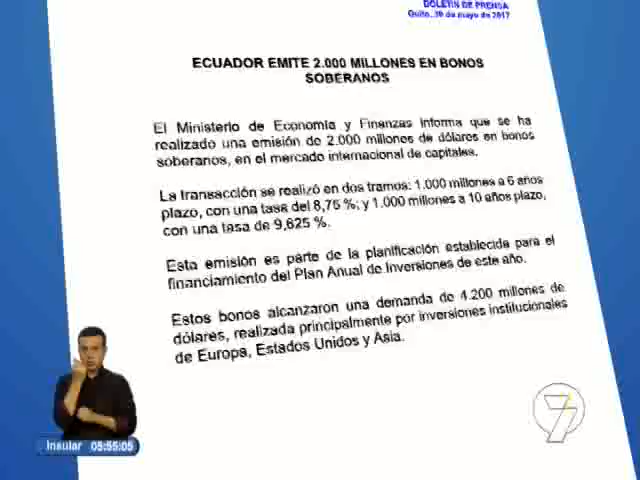 BOLETIN DE PRENSA
Quito, 30 de mayo de 2017
ECUADOR EMITE 2.000 MILLONES EN BONOS
SOBERANOS
El Ministerio de Economía y Finanzas informa que se ha
realizado una emisión de 2.000 millones de dólares en bonos
soberanos, en el mercado internacional de capitales.
La transacción se realizó en dos tramos: 1.000 millones a 6 años
plazo, con una tasa del 8,75 %; y 1.000 millones a 10 años plazo,
con una tasa de 9,625 %.
Esta emisión es parte de la planificación establecida para el
financiamiento del Plan Anual de Inversiones de este año.
Estos bonos alcanzaron una demanda de 4.200 millones de
dólares, realizada principalmente por inversiones institucionales
de Europa, Estados Unidos y Asia.
7
Insular 05:55:05